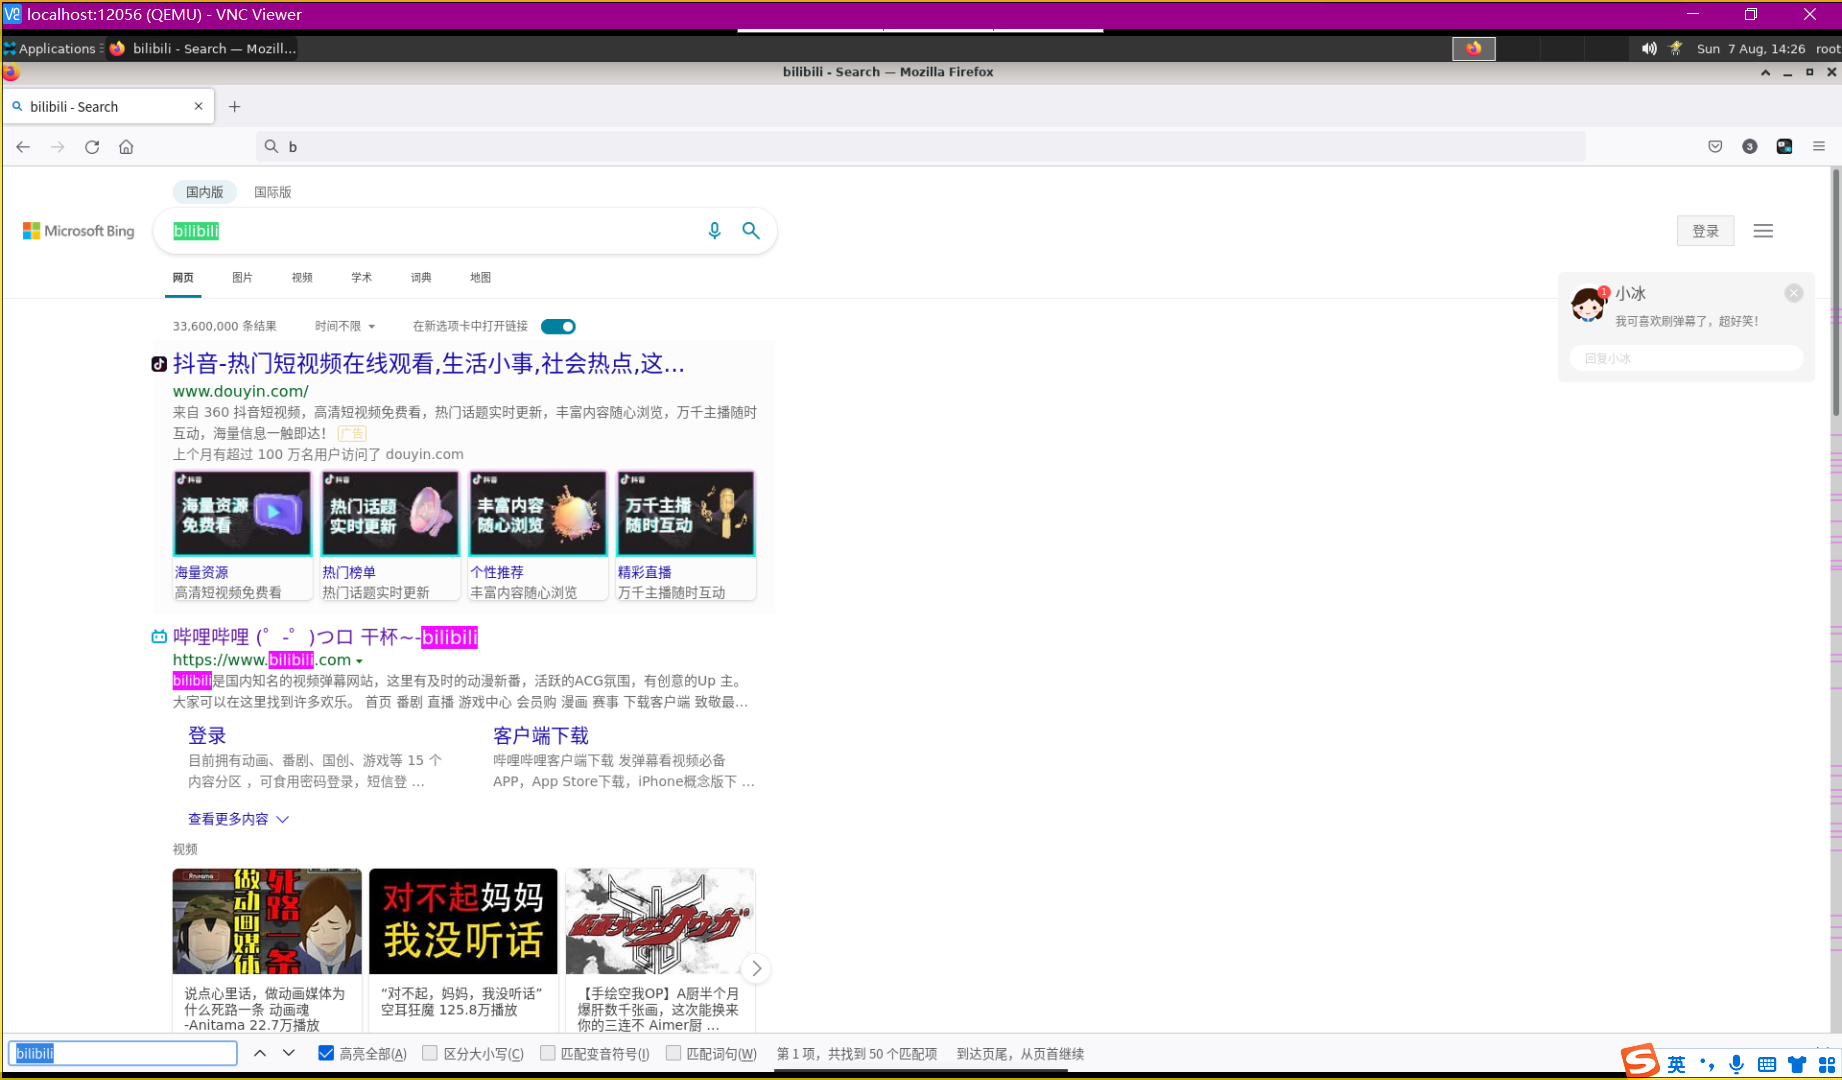 localhost:12056 (QEMU) - VNC Viewer
Applications
bilibili - Search — Mozill...
Sun 7 Aug, 14:26 root
bilibili - Search — Mozilla Firefox
bilibili - Search
b
3
国内版 国际版
Microsoft Bing
bilibili
登录
网页 图片 视频 学术 词典 地图
1
小冰
我可喜欢刷弹幕了，超好笑！
回复小冰
33,600,000 条结果 时间不限 在新选项卡中打开链接
抖音-热门短视频在线观看,生活小事,社会热点,这...
www.douyin.com/
来自 360 抖音短视频，高清短视频免费看，热门话题实时更新，丰富内容随心浏览，万千主播随时
互动，海量信息一触即达！ 广告
上个月有超过 100 万名用户访问了 douyin.com
抖音 抖音 抖音 抖音
海量资源 热门话题 丰富内容 万千主播
免费看 实时更新 随心浏览 随时互动
海量资源 热门榜单 个性推荐 精彩直播
高清短视频免费看 热门话题实时更新 丰富内容随心浏览 万千主播随时互动
哔哩哔哩 (゜-゜)つロ 干杯~-bilibili
https://www.bilibili.com
bilibili是国内知名的视频弹幕网站，这里有及时的动漫新番，活跃的ACG氛围，有创意的Up 主。
大家可以在这里找到许多欢乐。 首页 番剧 直播 游戏中心 会员购 漫画 赛事 下载客户端 致敬最...
登录 客户端下载
目前拥有动画、番剧、国创、游戏等 15 个 哔哩哔哩客户端下载 发弹幕看视频必备
内容分区 ，可食用密码登录，短信登 ... APP，App Store下载，iPhone概念版下 ...
查看更多内容
视频
Anitama
做动画媒体
死路一条
对不起妈妈
我没听话
仮面ライダークウガ
说点心里话，做动画媒体为
什么死路一条 动画魂
-Anitama 22.7万播放
“对不起，妈妈，我没听话”
空耳狂魔 125.8万播放
【手绘空我OP】A厨半个月
爆肝数千张画，这次能换来
你的三连不 Aimer厨 ...
bilibili 高亮全部(A) 区分大小写(C) 匹配变音符号(I) 匹配词句(W) 第 1 项，共找到 50 个匹配项 到达页尾，从页首继续
英